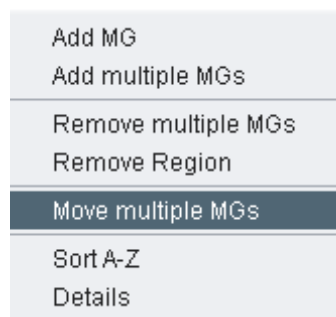 Add MG
Add multiple MGs
Remove multiple MGs
Remove Region
Move multiple MGs
Sort A-Z
Details